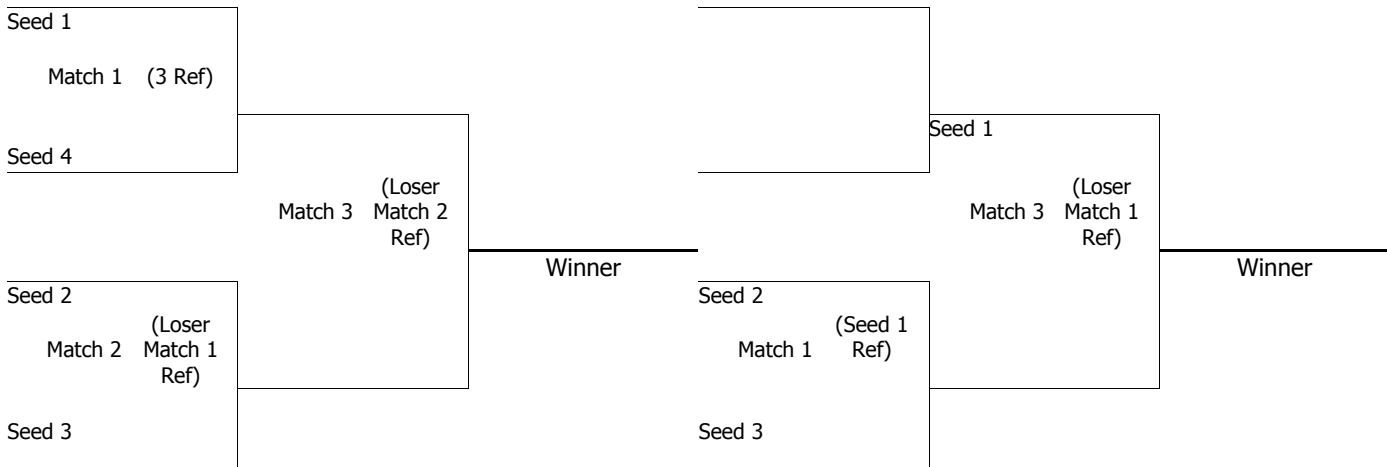 Seed 1
Match 1 (3 Ref)
Seed 4
(Loser
Match 3 Match 2
Ref)
Winner
Seed 2
(Loser
Match 2 Match 1
Ref)
Seed 3
Seed 1
(Loser
Match 3 Match 1
Ref)
Winner
Seed 2
(Seed 1
Match 1 Ref)
Seed 3